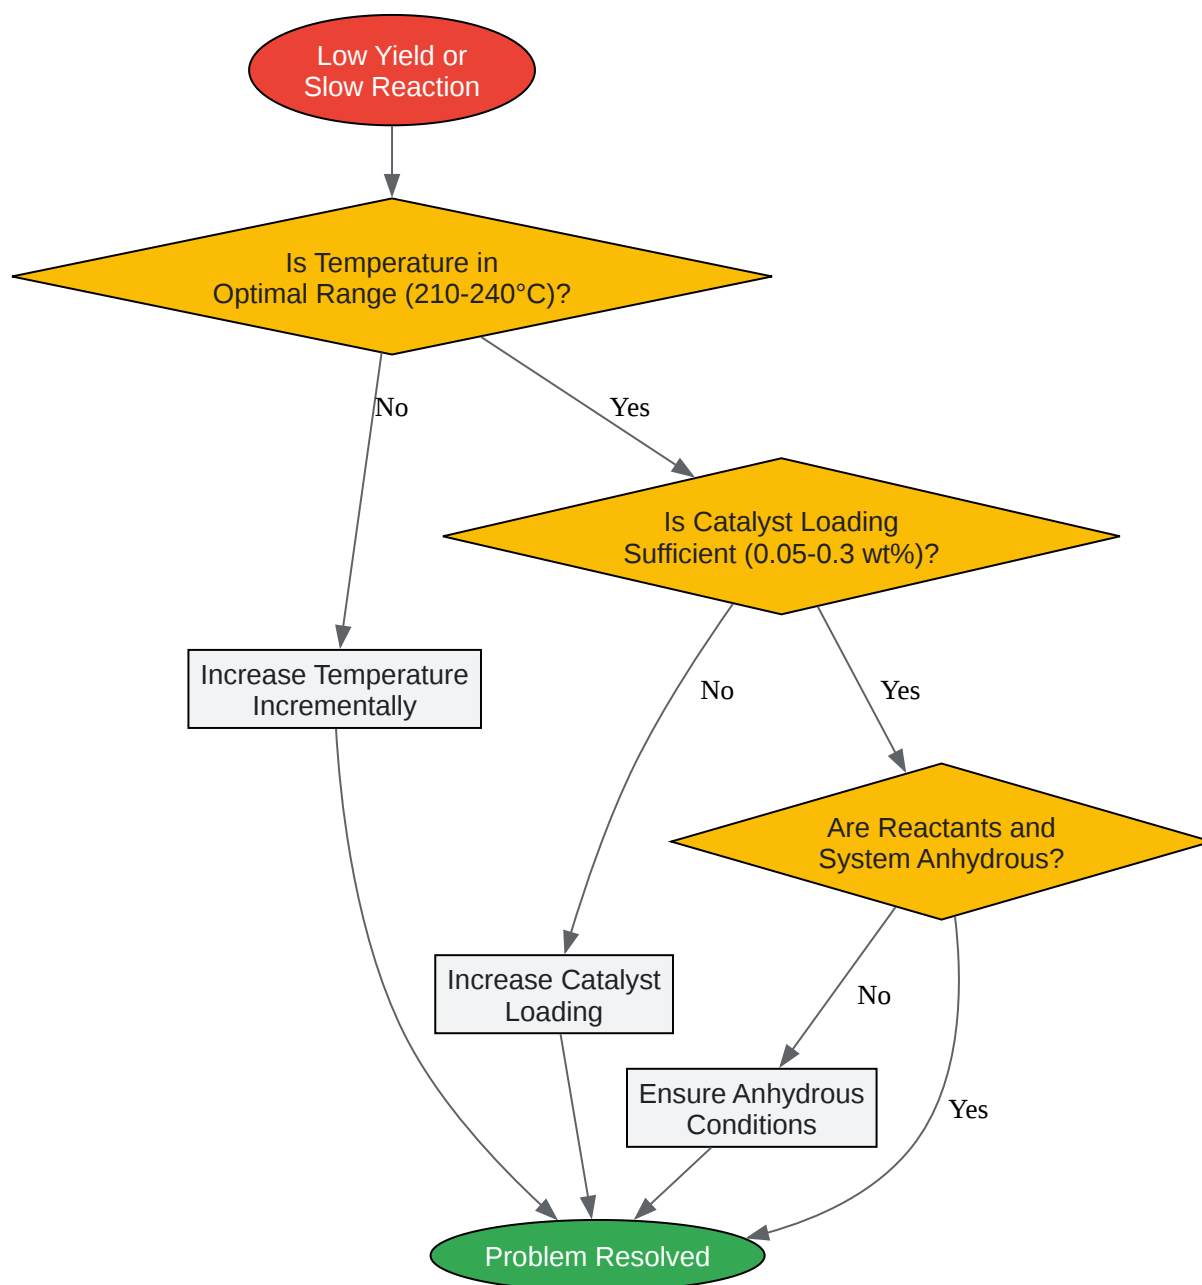 Low Yield or
Slow Reaction
Is Temperature in
Optimal Range (210-240°C)?
No
Yes
Is Catalyst Loading
Sufficient (0.05-0.3 wt%)?
Increase Temperature
Incrementally
No
Yes
Are Reactants and
System Anhydrous?
Increase Catalyst
Loading
No
Ensure Anhydrous
Conditions
Yes
Problem Resolved